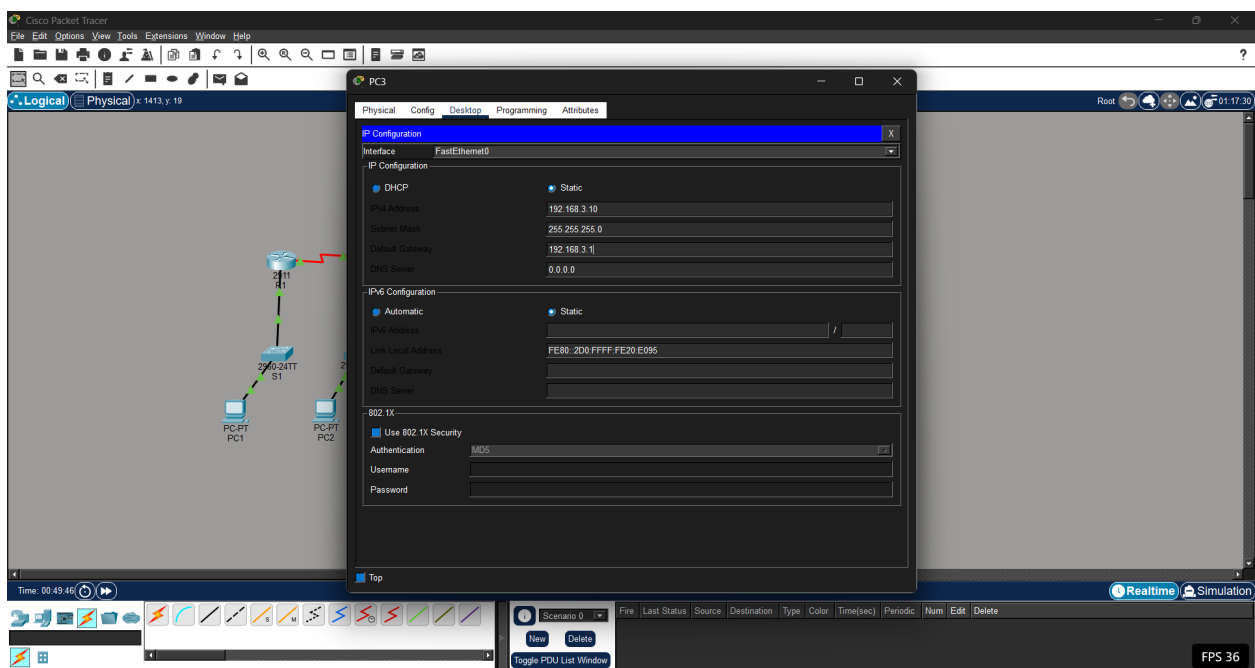 Cisco Packet Tracer
File Edit Options View Tools Extensions Window Help
?
Logical Physical x: 1413, y: 19
Root 01:17:30
PC3
Physical Config Desktop Programming Attributes
IP Configuration X
Interface FastEthernet0
IP Configuration
DHCP Static
IPv4 Address 192.168.3.10
Subnet Mask 255.255.255.0
Default Gateway 192.168.3.1
DNS Server 0.0.0.0
IPv6 Configuration
Automatic Static
IPv6 Address /
Link Local Address FE80::2D0:FFFF:FE20:E095
Default Gateway
DNS Server
802.1X
Use 802.1X Security
Authentication MD5
Username
Password
Top
2911
R1
2960-24TT
S1
PC-PT
PC1
PC-PT
PC2
Time: 00:49:46
Realtime Simulation
Scenario 0
New Delete
Toggle PDU List Window
Fire Last Status Source Destination Type Color Time(sec) Periodic Num Edit Delete
FPS 36